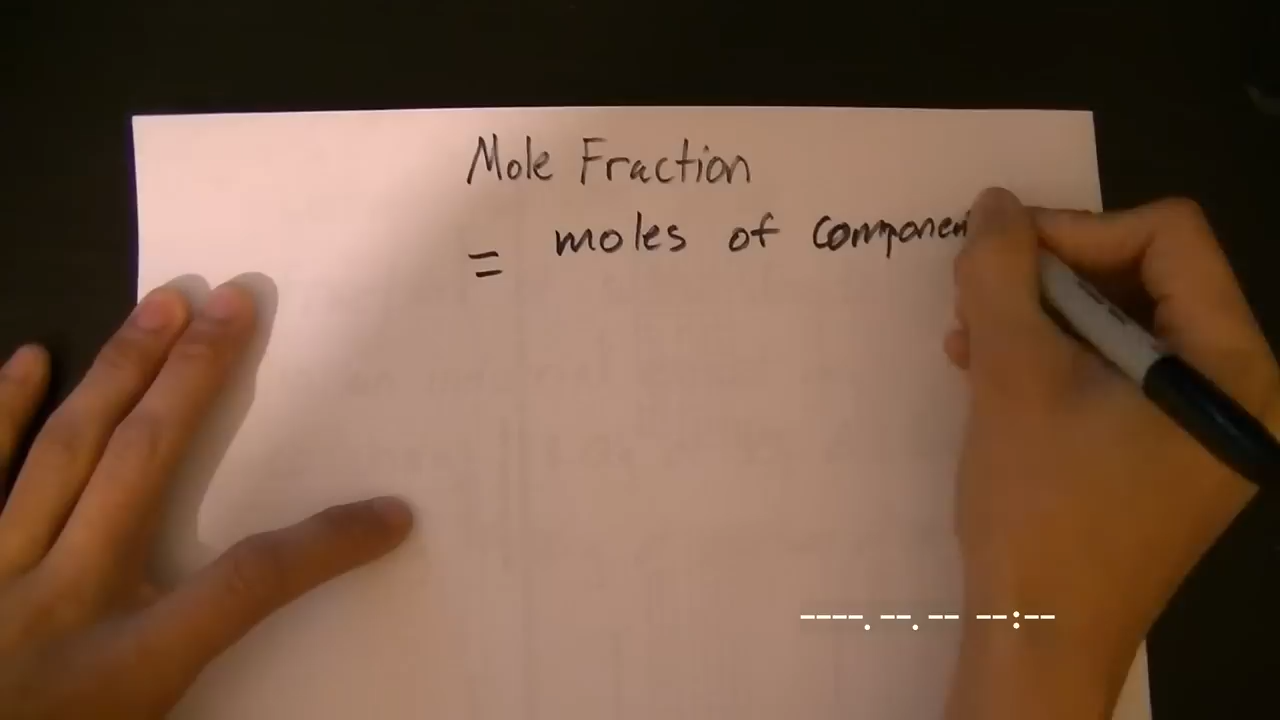 Mole Fraction
= moles of componen
----.--.-- --:--